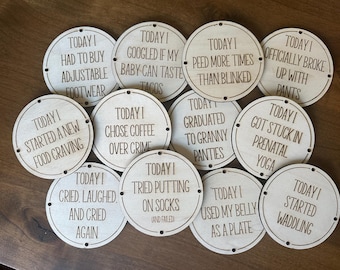 TODAY I
HAD TO BUY
ADJUSTABLE
FOOTWEAR
TODAY I
GOOGLED IF MY
BABY CAN TASTE
TACOS
TODAY I
PEED MORE TIMES
THAN BLINKED
TODAY I
OFFICIALLY BROKE
UP WITH
PANTS
TODAY I
STARTED A NEW
FOOD CRAVING
TODAY I
CHOSE COFFEE
OVER CRIME
TODAY I
GRADUATED
TO GRANNY
PANTIES
TODAY I
GOT STUCK IN
PRENATAL
YOGA
TODAY I
CRIED, LAUGHED,
AND CRIED
AGAIN
TODAY I
TRIED PUTTING
ON SOCKS
(AND FAILED)
TODAY I
USED MY BELLY
AS A PLATE
TODAY I
STARTED
WADDLING